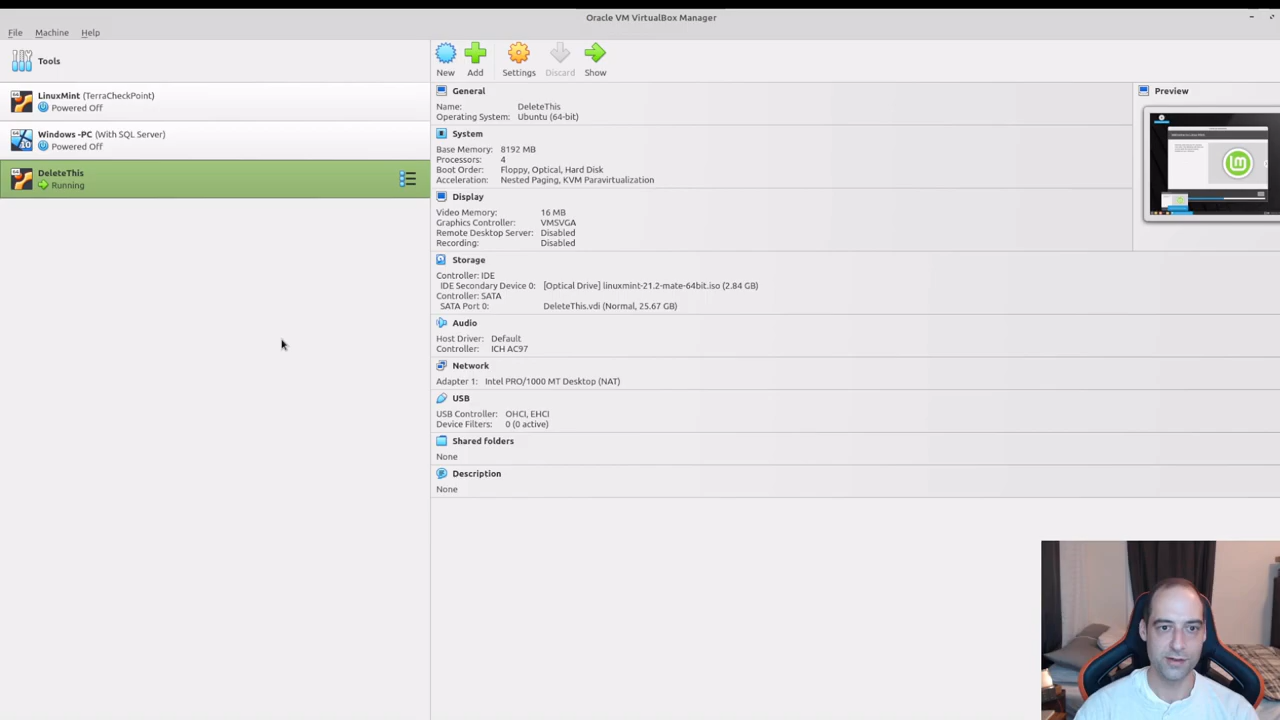 Oracle VM VirtualBox Manager
File Machine Help
Tools
New Add Settings Discard Show
LinuxMint (TerraCheckPoint)
Powered Off
Windows -PC (With SQL Server)
Powered Off
DeleteThis
Running
General
Name: DeleteThis
Operating System: Ubuntu (64-bit)
System
Base Memory: 8192 MB
Processors: 4
Boot Order: Floppy, Optical, Hard Disk
Acceleration: Nested Paging, KVM Paravirtualization
Display
Video Memory: 16 MB
Graphics Controller: VMSVGA
Remote Desktop Server: Disabled
Recording: Disabled
Storage
Controller: IDE
IDE Secondary Device 0: [Optical Drive] linuxmint-21.2-mate-64bit.iso (2.84 GB)
Controller: SATA
SATA Port 0: DeleteThis.vdi (Normal, 25.67 GB)
Audio
Host Driver: Default
Controller: ICH AC97
Network
Adapter 1: Intel PRO/1000 MT Desktop (NAT)
USB
USB Controller: OHCI, EHCI
Device Filters: 0 (0 active)
Shared folders
None
Description
None
Preview